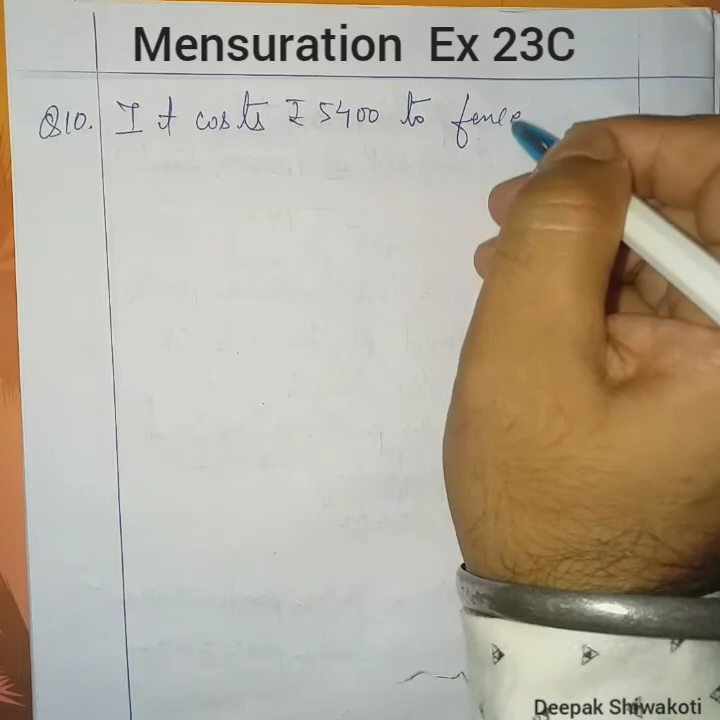 Mensuration Ex 23C
Q10. It costs ₹ 5400 to fence
Deepak Shiwakoti